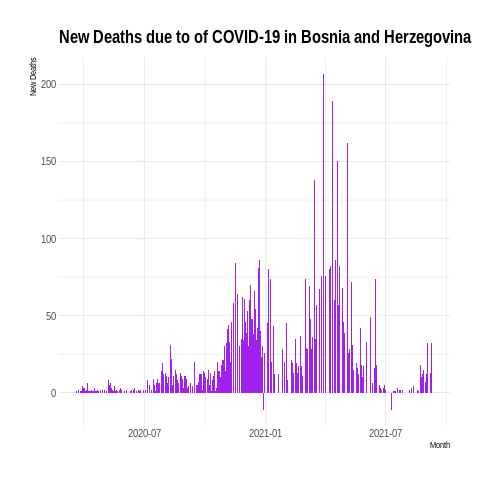 New Deaths due to of COVID-19 in Bosnia and Herzegovina
New Deaths
200
150
100
50
0
2020-07 2021-01 2021-07
Month